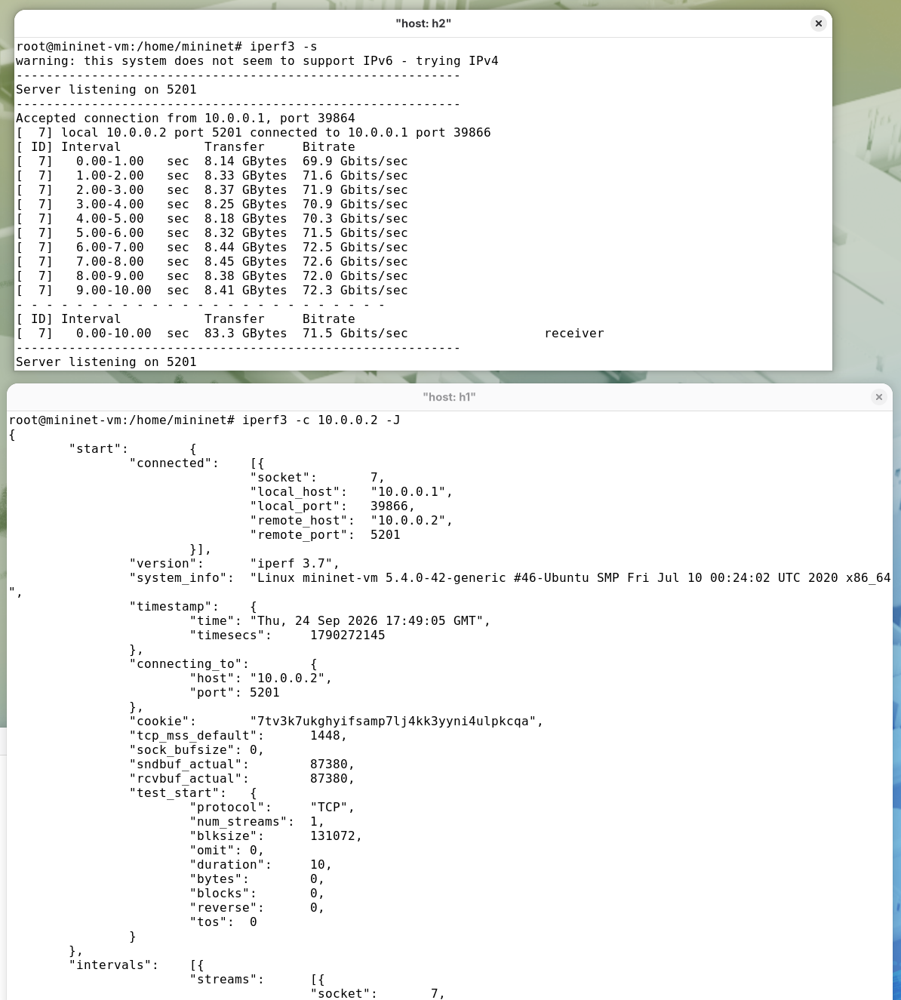 "host: h2"
root@mininet-vm:/home/mininet# iperf3 -s
warning: this system does not seem to support IPv6 - trying IPv4
-----------------------------------------------------------
Server listening on 5201
-----------------------------------------------------------
Accepted connection from 10.0.0.1, port 39864
[  7] local 10.0.0.2 port 5201 connected to 10.0.0.1 port 39866
[ ID] Interval           Transfer     Bitrate
[  7]   0.00-1.00   sec  8.14 GBytes  69.9 Gbits/sec
[  7]   1.00-2.00   sec  8.33 GBytes  71.6 Gbits/sec
[  7]   2.00-3.00   sec  8.37 GBytes  71.9 Gbits/sec
[  7]   3.00-4.00   sec  8.25 GBytes  70.9 Gbits/sec
[  7]   4.00-5.00   sec  8.18 GBytes  70.3 Gbits/sec
[  7]   5.00-6.00   sec  8.32 GBytes  71.5 Gbits/sec
[  7]   6.00-7.00   sec  8.44 GBytes  72.5 Gbits/sec
[  7]   7.00-8.00   sec  8.45 GBytes  72.6 Gbits/sec
[  7]   8.00-9.00   sec  8.38 GBytes  72.0 Gbits/sec
[  7]   9.00-10.00  sec  8.41 GBytes  72.3 Gbits/sec
- - - - - - - - - - - - - - - - - - - - - - - - -
[ ID] Interval           Transfer     Bitrate
[  7]   0.00-10.00  sec  83.3 GBytes  71.5 Gbits/sec                  receiver
-----------------------------------------------------------
Server listening on 5201
"host: h1"
root@mininet-vm:/home/mininet# iperf3 -c 10.0.0.2 -J
{
        "start":        {
                "connected":    [{
                                "socket":       7,
                                "local_host":   "10.0.0.1",
                                "local_port":   39866,
                                "remote_host":  "10.0.0.2",
                                "remote_port":  5201
                        }],
                "version":      "iperf 3.7",
                "system_info":  "Linux mininet-vm 5.4.0-42-generic #46-Ubuntu SMP Fri Jul 10 00:24:02 UTC 2020 x86_64
",
                "timestamp":    {
                        "time": "Thu, 24 Sep 2026 17:49:05 GMT",
                        "timesecs":     1790272145
                },
                "connecting_to":        {
                        "host": "10.0.0.2",
                        "port": 5201
                },
                "cookie":       "7tv3k7ukghyifsamp7lj4kk3yyni4ulpkcqa",
                "tcp_mss_default":      1448,
                "sock_bufsize": 0,
                "sndbuf_actual":        87380,
                "rcvbuf_actual":        87380,
                "test_start":   {
                        "protocol":     "TCP",
                        "num_streams":  1,
                        "blksize":      131072,
                        "omit": 0,
                        "duration":     10,
                        "bytes":        0,
                        "blocks":       0,
                        "reverse":      0,
                        "tos":  0
                }
        },
        "intervals":    [{
                        "streams":      [{
                                        "socket":       7,